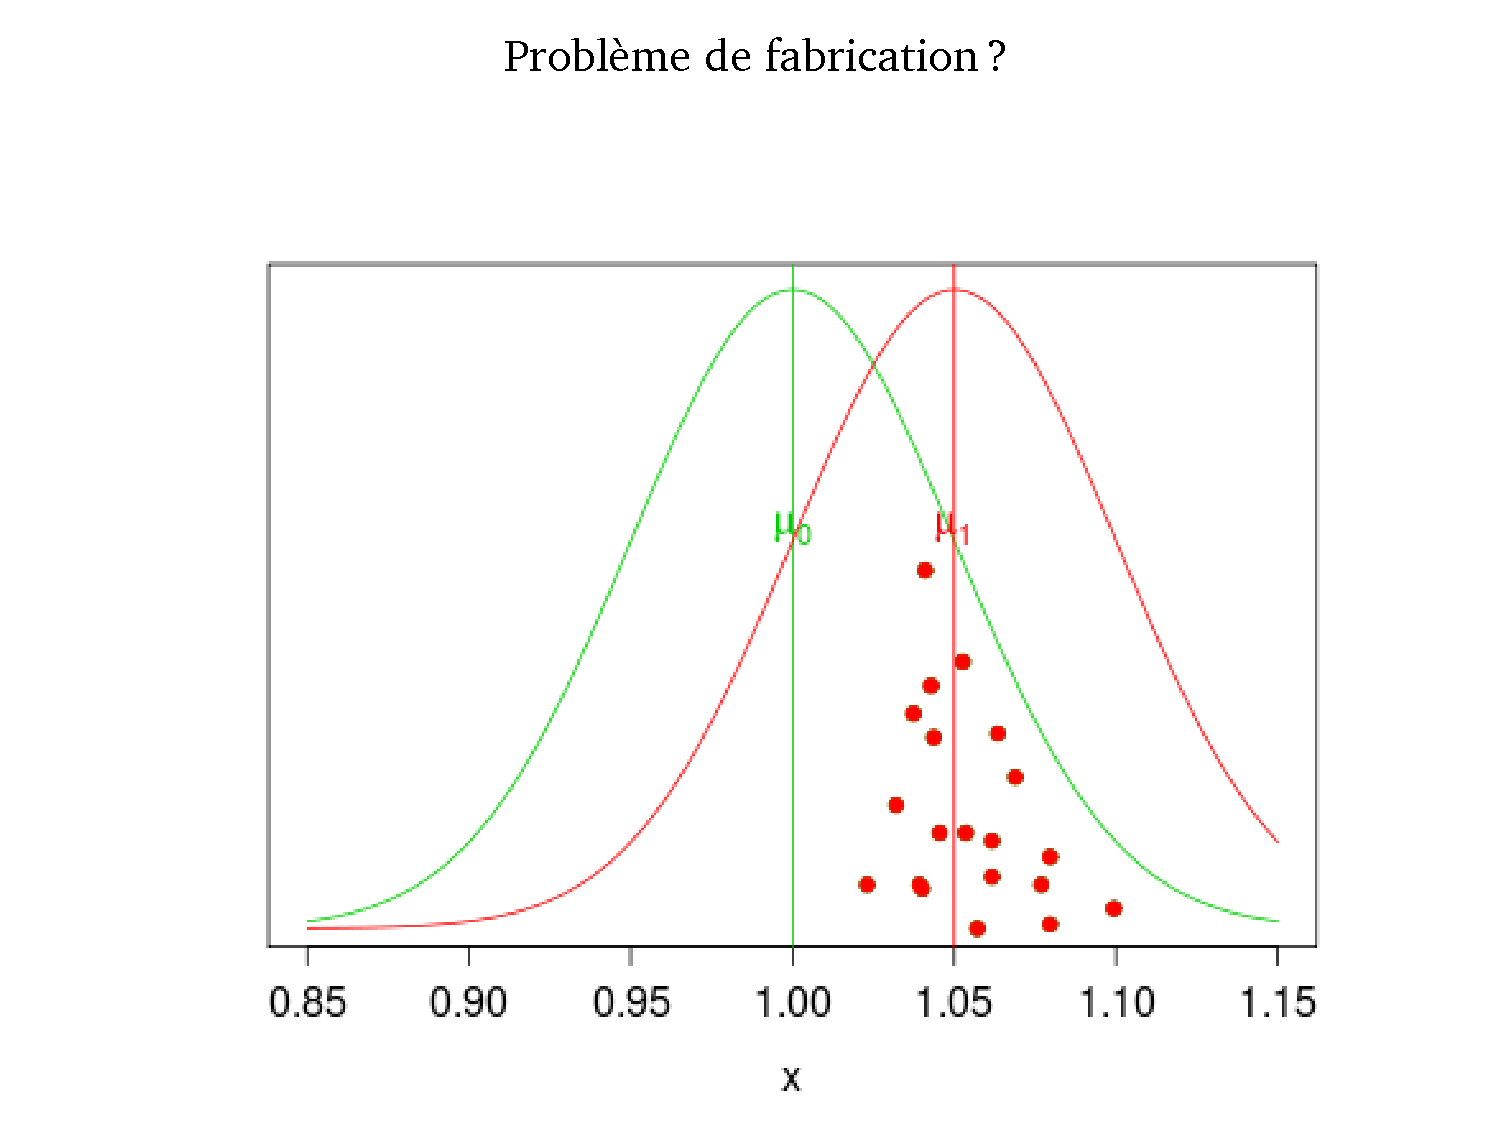 Problème de fabrication ?
μ0 μ1
0.85 0.90 0.95 1.00 1.05 1.10 1.15
x